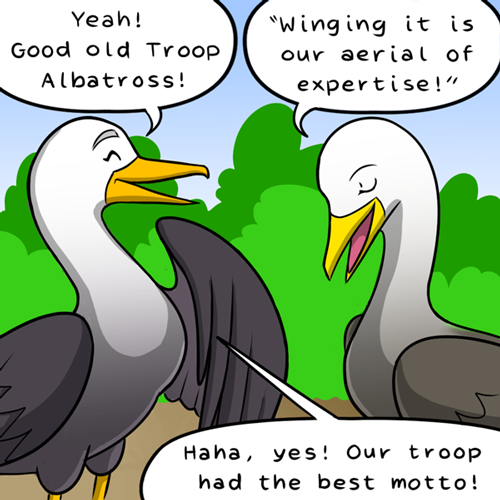 Yeah!
Good old Troop
Albatross!
"Winging it is
our aerial of
expertise!"
Haha, yes! Our troop
had the best motto!